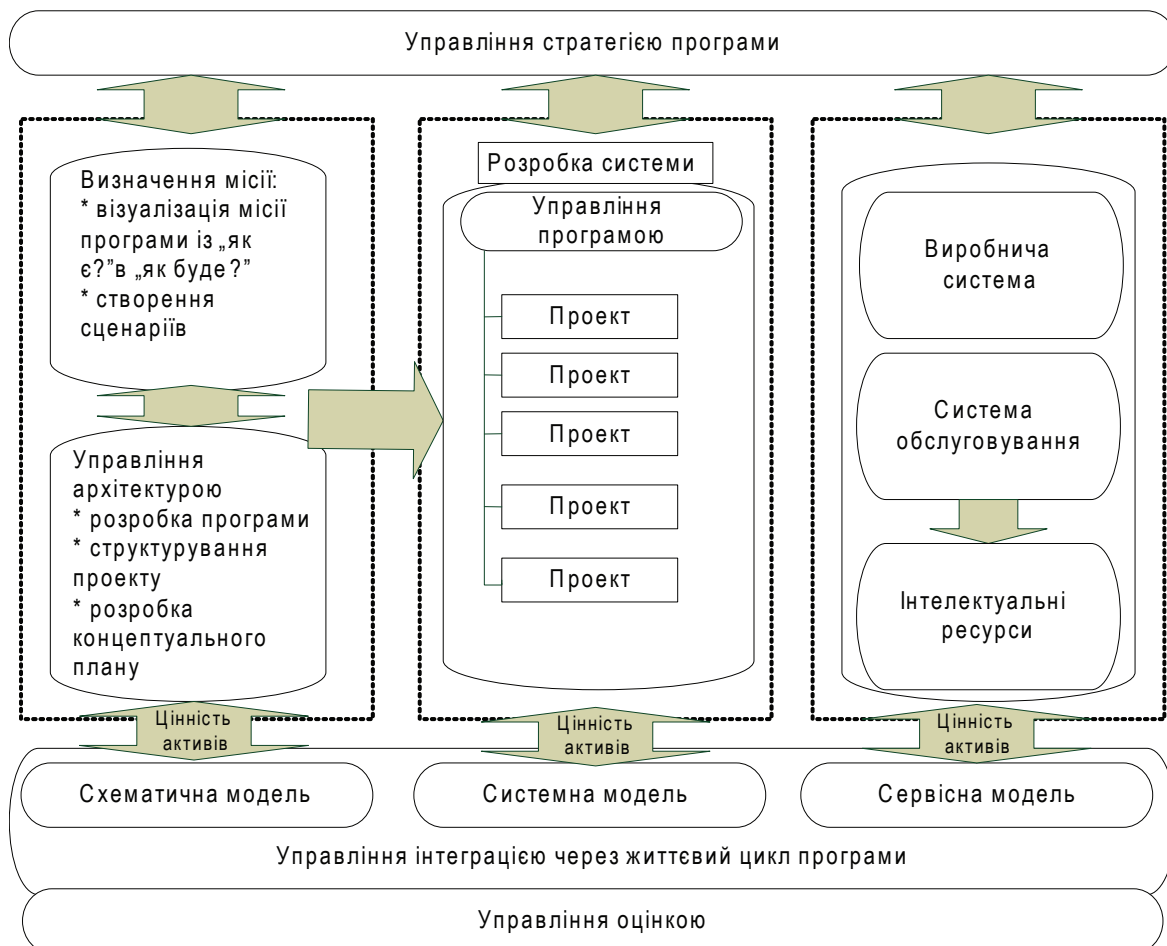 Управління стратегією програми
Визначення місії:
* візуалізація місії
програми із „як
є?”в „як буде?”
* створення
сценаріїв
Управління
архітектурою
* розробка програми
* структурування
проекту
* розробка
концептуального
плану
Розробка системи
Управління
програмою
Проект
Проект
Проект
Проект
Проект
Виробнича
система
Система
обслуговування
Інтелектуальні
ресурси
Цінність
активів
Цінність
активів
Цінність
активів
Схематична модель
Системна модель
Сервісна модель
Управління інтеграцією через життєвий цикл програми
Управління оцінкою